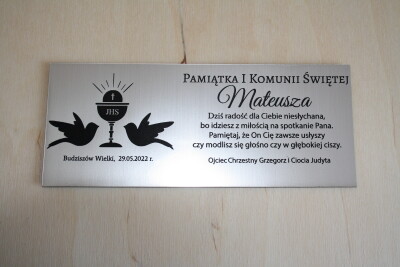 JHS
Budziszów Wielki, 29.05.2022 r.
Pamiątka I Komunii Świętej
Mateusza
Dziś radość dla Ciebie niesłychana,
bo idziesz z miłością na spotkanie Pana.
Pamiętaj, że On Cię zawsze usłyszy
czy modlisz się głośno czy w głębokiej ciszy.
Ojciec Chrzestny Grzegorz i Ciocia Judyta